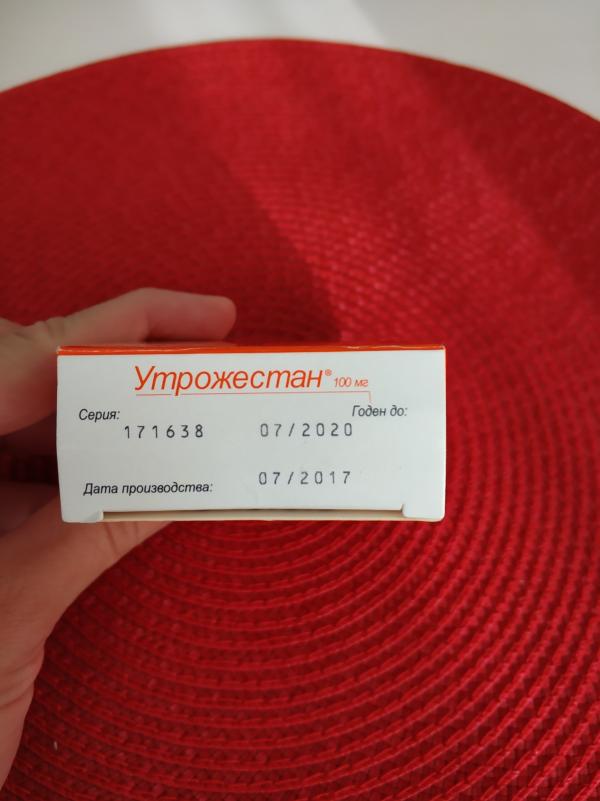 Утрожестан® 100 мг
Серия: Годен до:
171638 07/2020
07/2017
Дата производства: